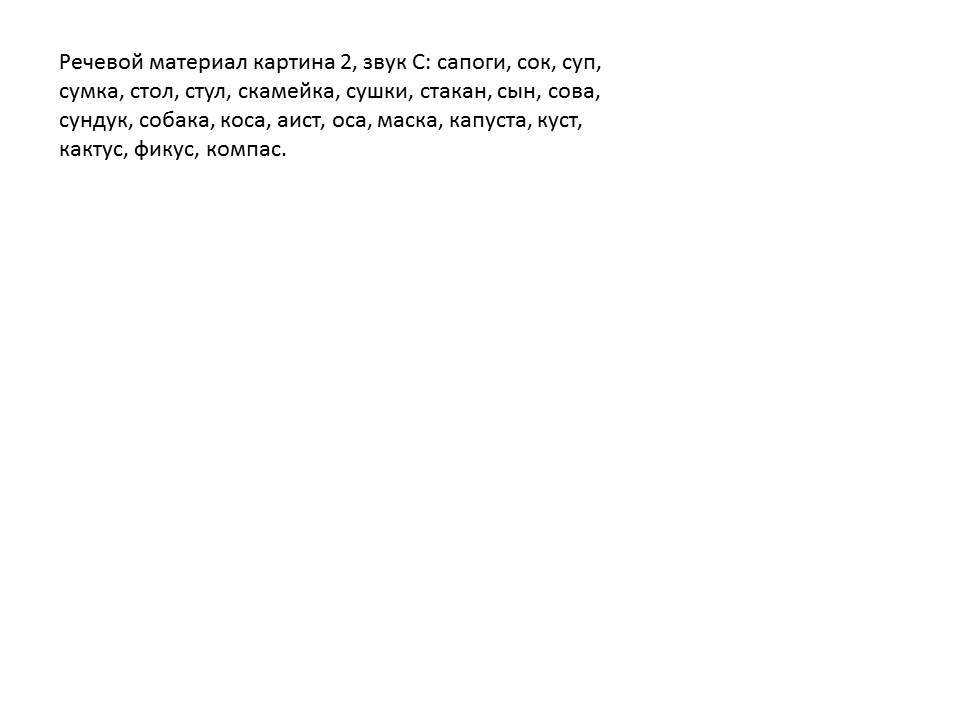 Речевой материал картина 2, звук С: сапоги, сок, суп,
сумка, стол, стул, скамейка, сушки, стакан, сын, сова,
сундук, собака, коса, аист, оса, маска, капуста, куст,
кактус, фикус, компас.